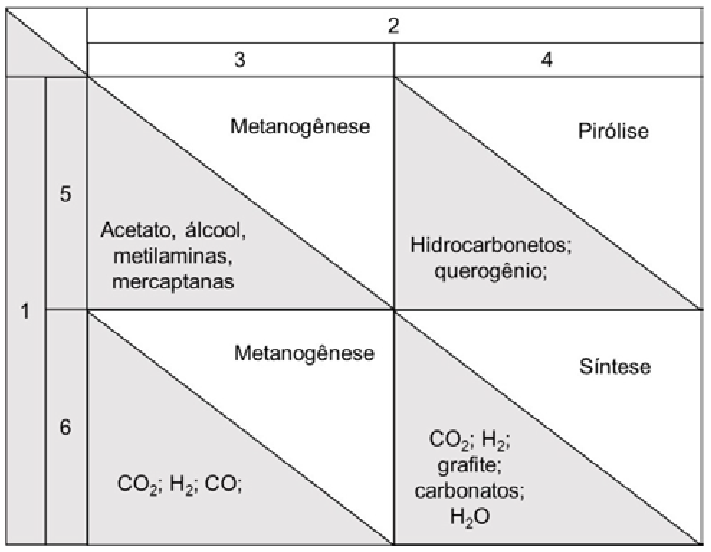 2
3
4
1
5
Metanogênese
Acetato, álcool,
metilaminas,
mercaptanas
Pirólise
Hidrocarbonetos;
querogênio;
6
Metanogênese
CO₂; H₂; CO;
Síntese
CO₂; H₂;
grafite;
carbonatos;
H₂O